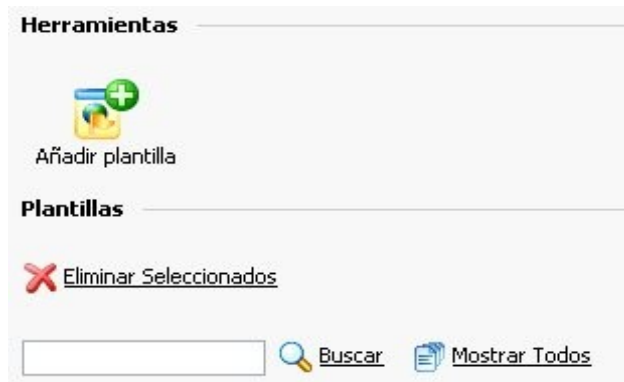 Herramientas
Añadir plantilla
Plantillas
Eliminar Seleccionados
Buscar Mostrar Todos